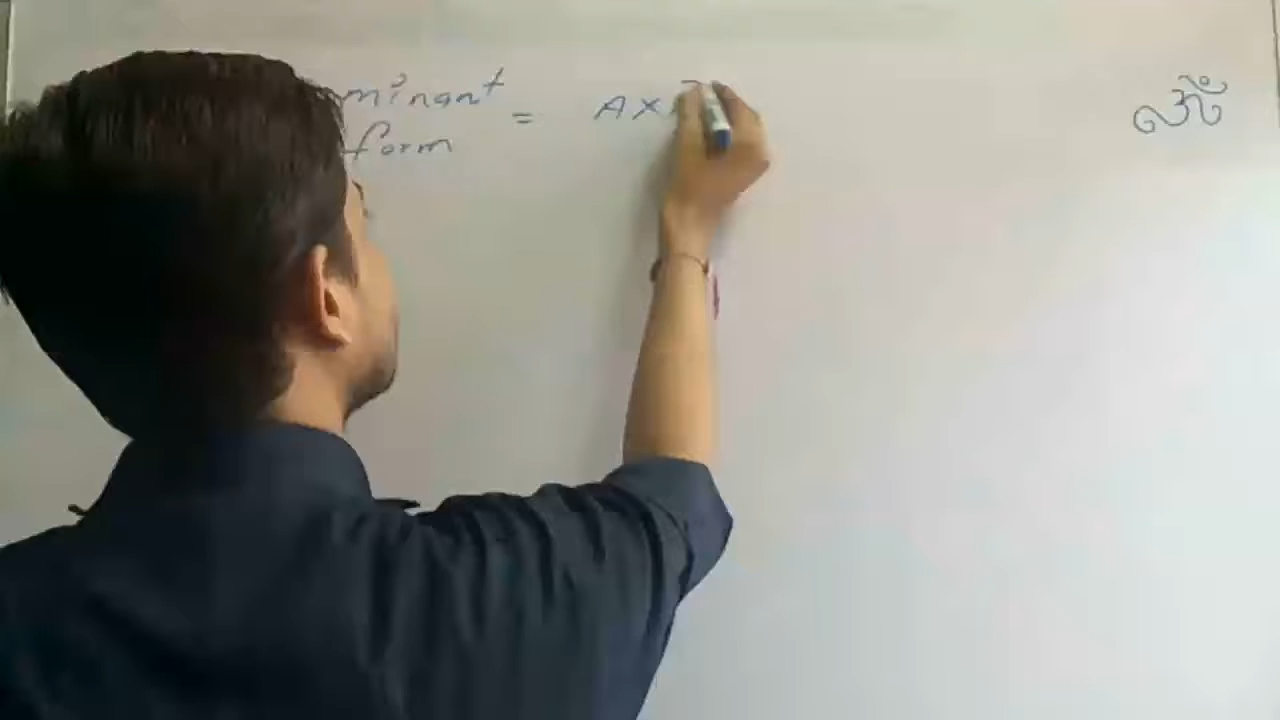 minant = AX
form
ૐ